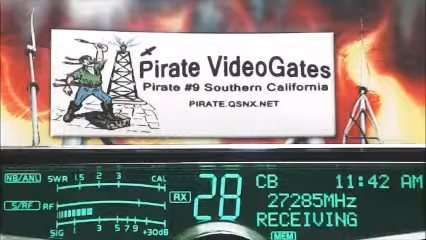 Pirate VideoGates
Pirate #9 Southern California
PIRATE.QSNX.NET
NB/ANL SWR 1.5 2 3 CAL
S/RF RF
SIG 1 3 5 7 9 +30dB
RX 28
CB 11:42 AM
27285MHz
RECEIVING
MEM